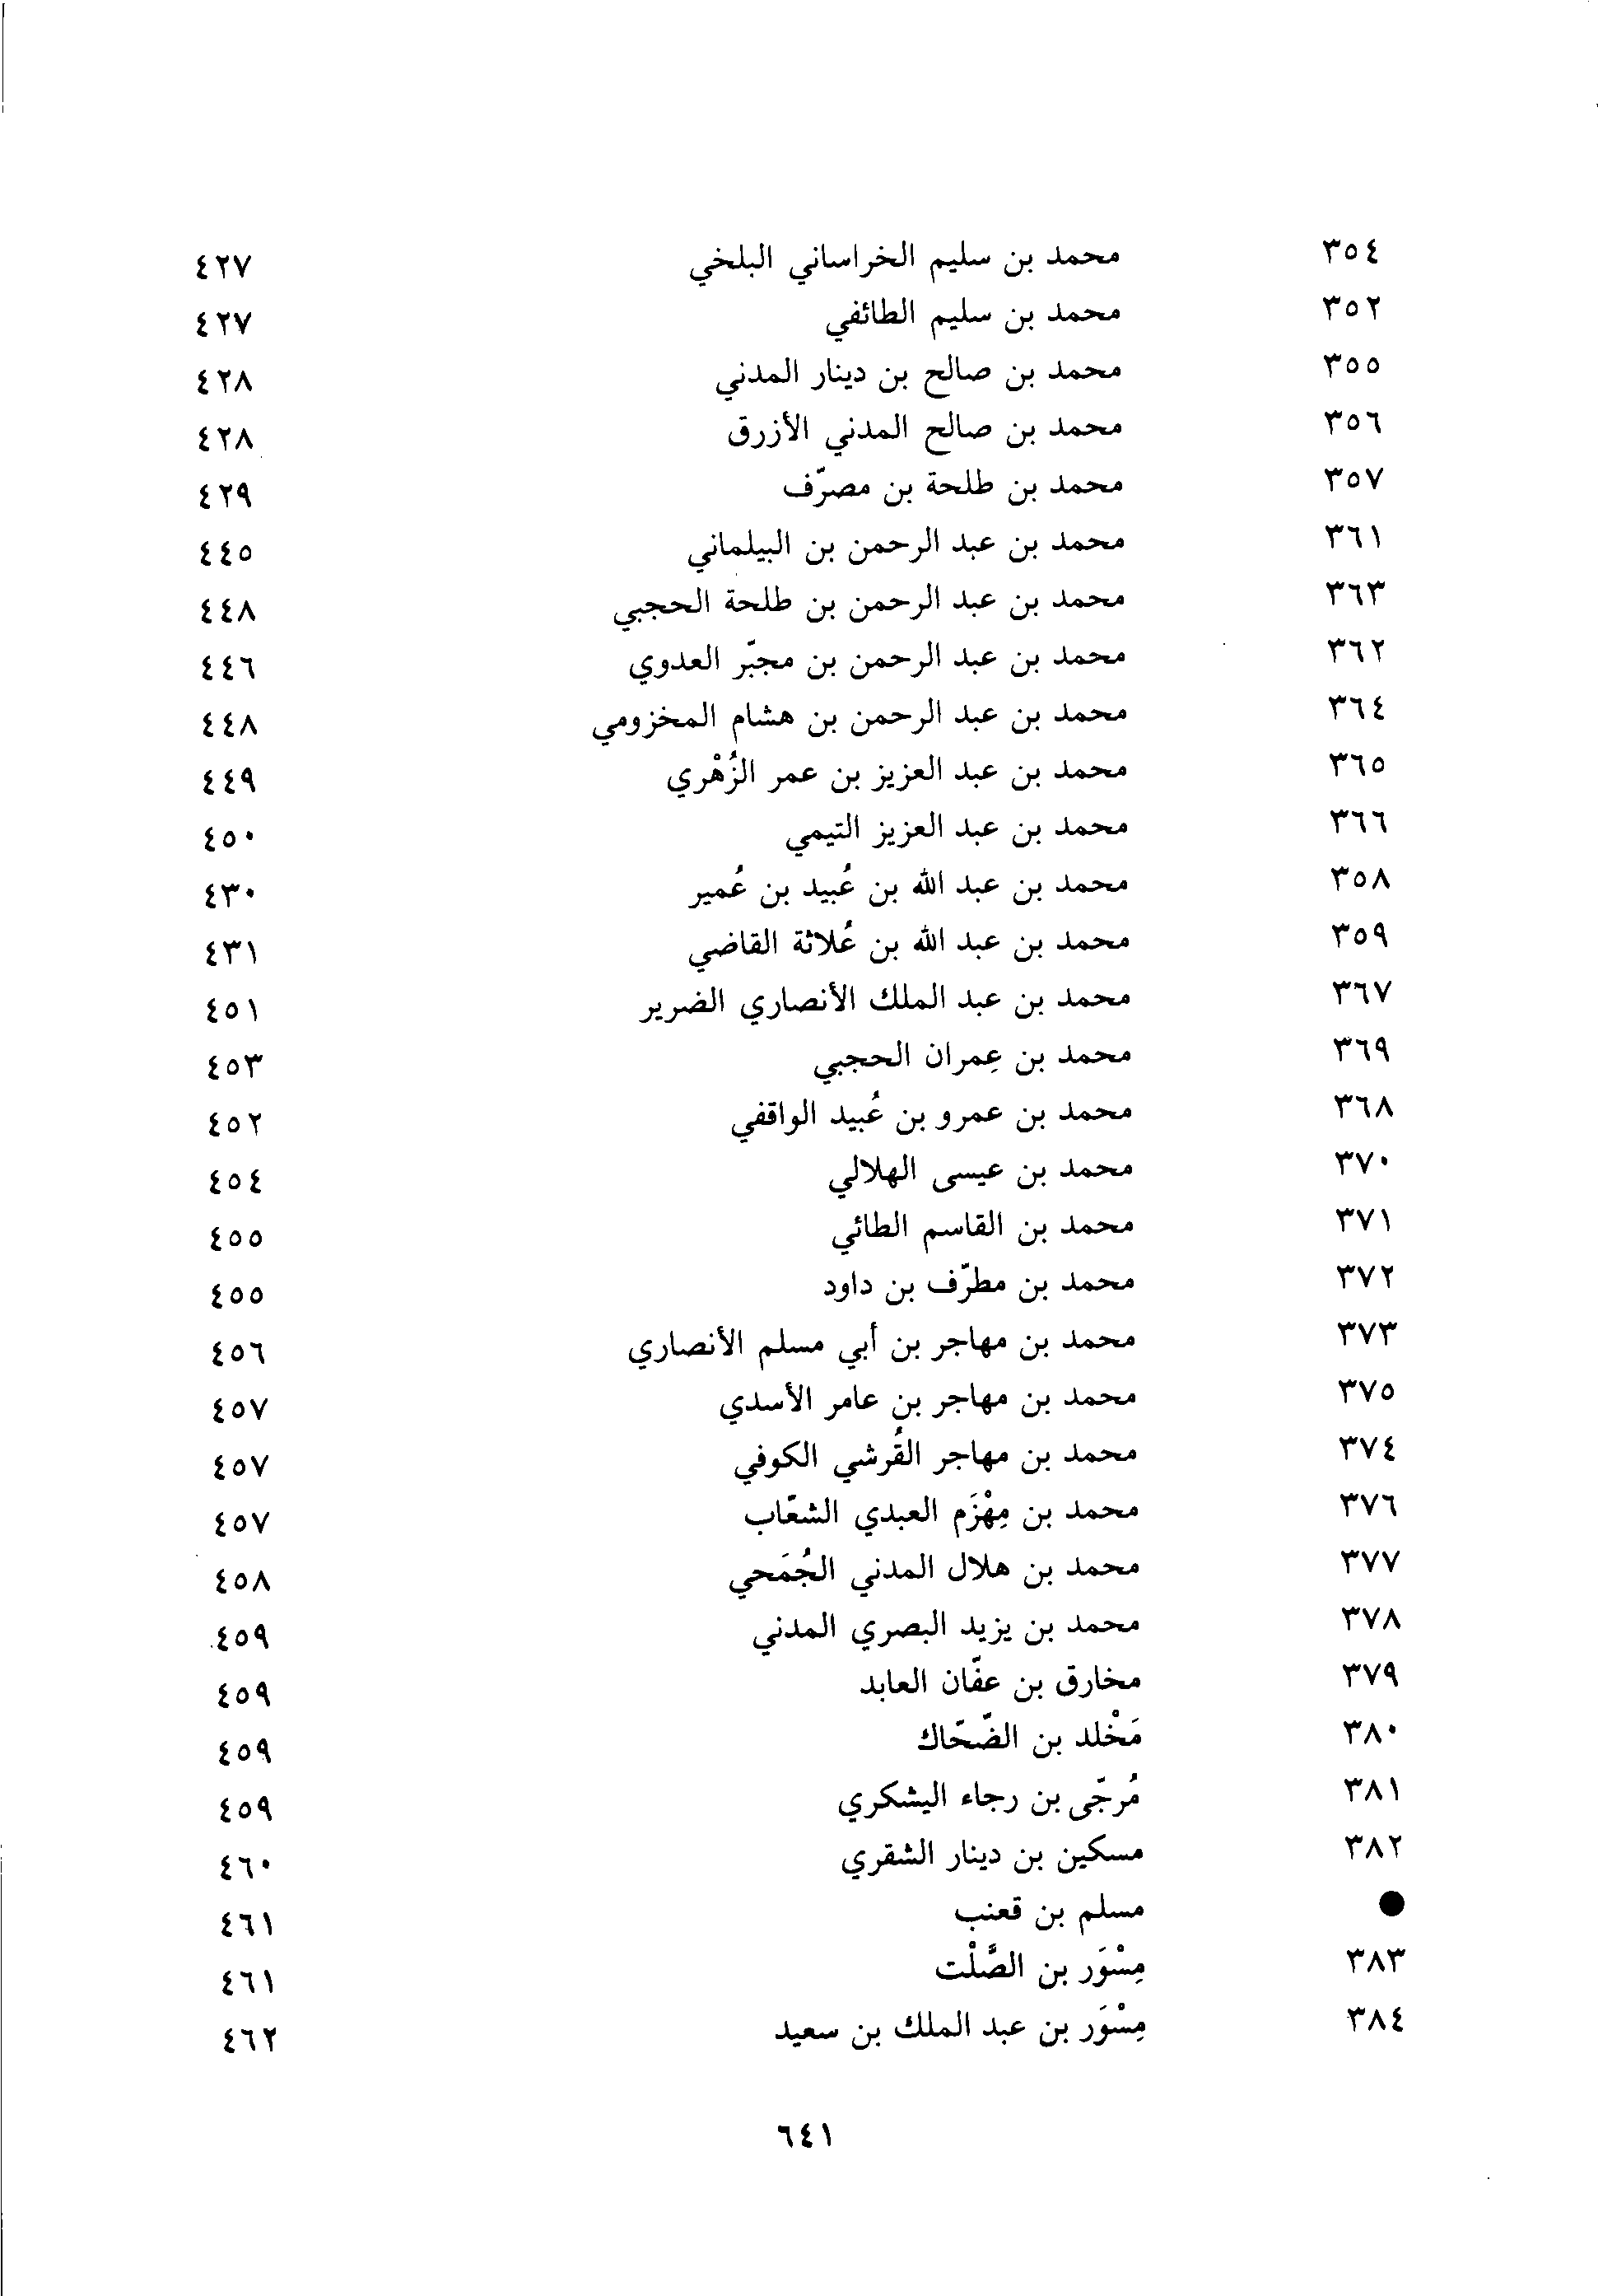 ٣٥٤ محمد بن سليم الخراساني البلخي ٤٢٧
٣٥٢ محمد بن سليم الطائفي ٤٢٧
٣٥٥ محمد بن صالح بن دينار المدني ٤٢٨
٣٥٦ محمد بن صالح المدني الأزرق ٤٢٨
٣٥٧ محمد بن طلحة بن مصرّف ٤٢٩
٣٦١ محمد بن عبد الرحمن بن البيلماني ٤٤٥
٣٦٣ محمد بن عبد الرحمن بن طلحة الحجبي ٤٤٨
٣٦٢ محمد بن عبد الرحمن بن مجبّر العدوي ٤٤٦
٣٦٤ محمد بن عبد الرحمن بن هشام المخزومي ٤٤٨
٣٦٥ محمد بن عبد العزيز بن عمر الزُهْري ٤٤٩
٣٦٦ محمد بن عبد العزيز التيمي ٤٥٠
٣٥٨ محمد بن عبد الله بن عُبيد بن عُمير ٤٣٠
٣٥٩ محمد بن عبد الله بن عُلاثة القاضي ٤٣١
٣٦٧ محمد بن عبد الملك الأنصاري الضرير ٤٥١
٣٦٩ محمد بن عِمران الحجبي ٤٥٣
٣٦٨ محمد بن عمرو بن عُبيد الواقفي ٤٥٢
٣٧٠ محمد بن عيسى الهلالي ٤٥٤
٣٧١ محمد بن القاسم الطائي ٤٥٥
٣٧٢ محمد بن مطرّف بن داود ٤٥٥
٣٧٣ محمد بن مهاجر بن أبي مسلم الأنصاري ٤٥٦
٣٧٥ محمد بن مهاجر بن عامر الأسدي ٤٥٧
٣٧٤ محمد بن مهاجر القُرشي الكوفي ٤٥٧
٣٧٦ محمد بن مِهْزَم العبدي الشعّاب ٤٥٧
٣٧٧ محمد بن هلال المدني الجُمَحي ٤٥٨
٣٧٨ محمد بن يزيد البصري المدني ٤٥٩
٣٧٩ مخارق بن عفّان العابد ٤٥٩
٣٨٠ مَخْلد بن الضّحّاك ٤٥٩
٣٨١ مُرجّى بن رجاء اليشكري ٤٥٩
٣٨٢ مسكين بن دينار الشقري ٤٦٠
● مسلم بن قعنب ٤٦١
٣٨٣ مِسْوَر بن الصَّلْت ٤٦١
٣٨٤ مِسْوَر بن عبد الملك بن سعيد ٤٦٢
٦٤١